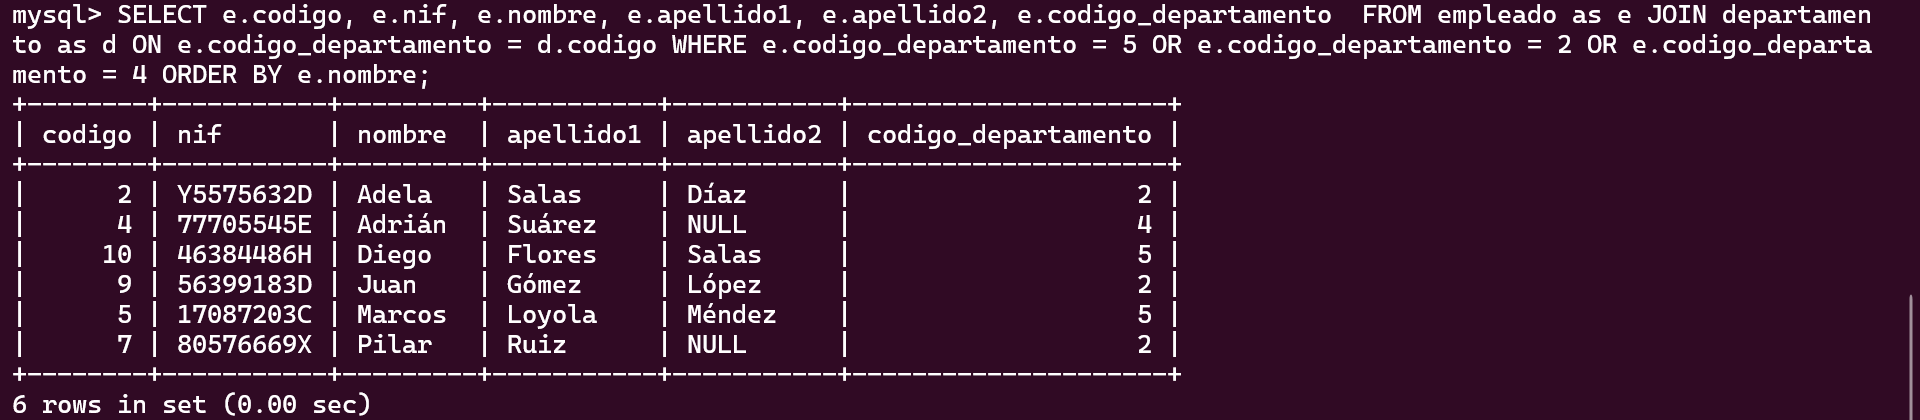 mysql> SELECT e.codigo, e.nif, e.nombre, e.apellido1, e.apellido2, e.codigo_departamento  FROM empleado as e JOIN departamen
to as d ON e.codigo_departamento = d.codigo WHERE e.codigo_departamento = 5 OR e.codigo_departamento = 2 OR e.codigo_departa
mento = 4 ORDER BY e.nombre;
+--------+-----------+---------+-----------+-----------+---------------------+
| codigo | nif       | nombre  | apellido1 | apellido2 | codigo_departamento |
+--------+-----------+---------+-----------+-----------+---------------------+
|      2 | Y5575632D | Adela   | Salas     | Díaz      |                   2 |
|      4 | 77705545E | Adrián  | Suárez    | NULL      |                   4 |
|     10 | 46384486H | Diego   | Flores    | Salas     |                   5 |
|      9 | 56399183D | Juan    | Gómez     | López     |                   2 |
|      5 | 17087203C | Marcos  | Loyola    | Méndez    |                   5 |
|      7 | 80576669X | Pilar   | Ruiz      | NULL      |                   2 |
+--------+-----------+---------+-----------+-----------+---------------------+
6 rows in set (0.00 sec)